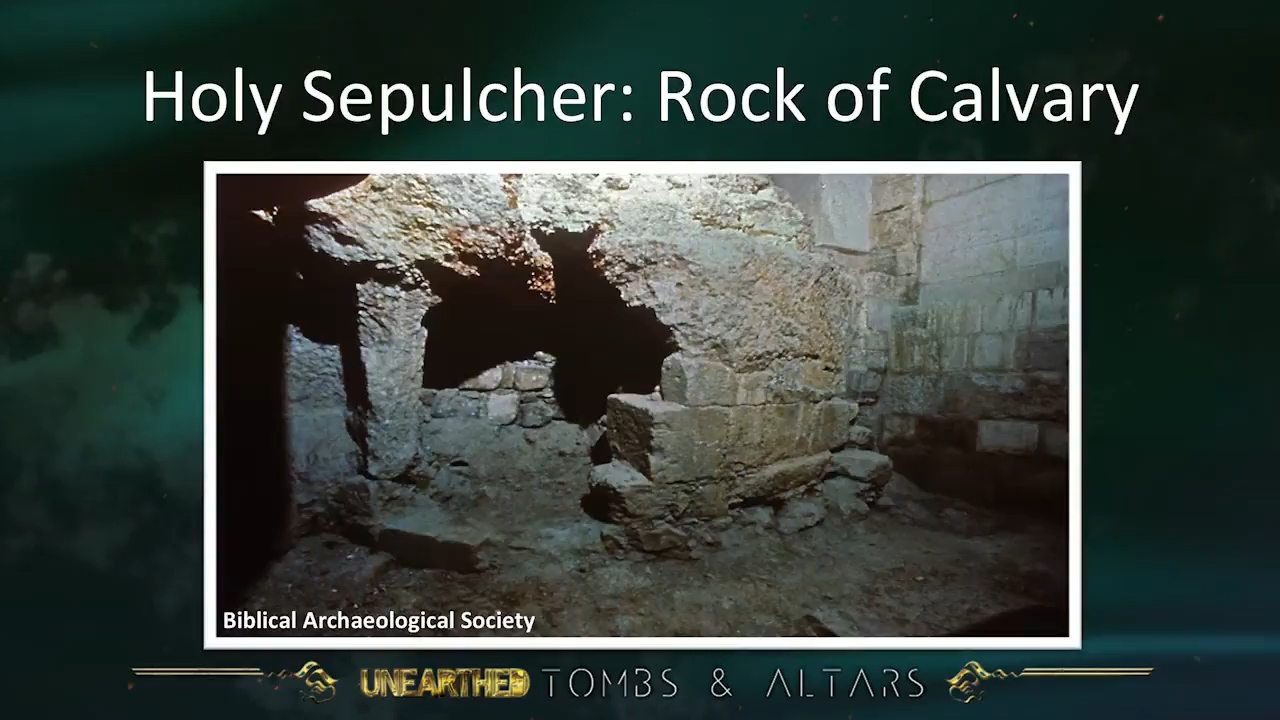 Holy Sepulcher: Rock of Calvary
Biblical Archaeological Society
UNEARTHED TOMBS & ALTARS